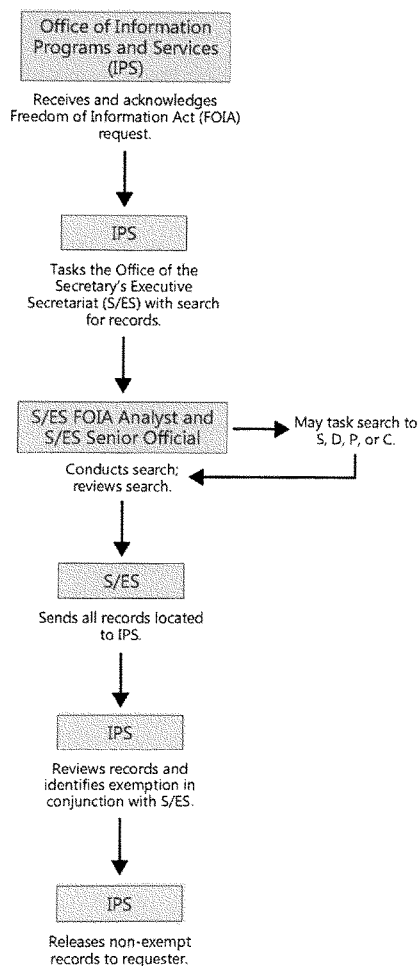 Office of Information
Programs and Services
(IPS)
Receives and acknowledges
Freedom of Information Act (FOIA)
request.
IPS
Tasks the Office of the
Secretary's Executive
Secretariat (S/ES) with search
for records.
S/ES FOIA Analyst and
S/ES Senior Official
May task search to
S, D, P, or C.
Conducts search;
reviews search.
S/ES
Sends all records located
to IPS.
IPS
Reviews records and
identifies exemption in
conjunction with S/ES.
IPS
Releases non-exempt
records to requester.